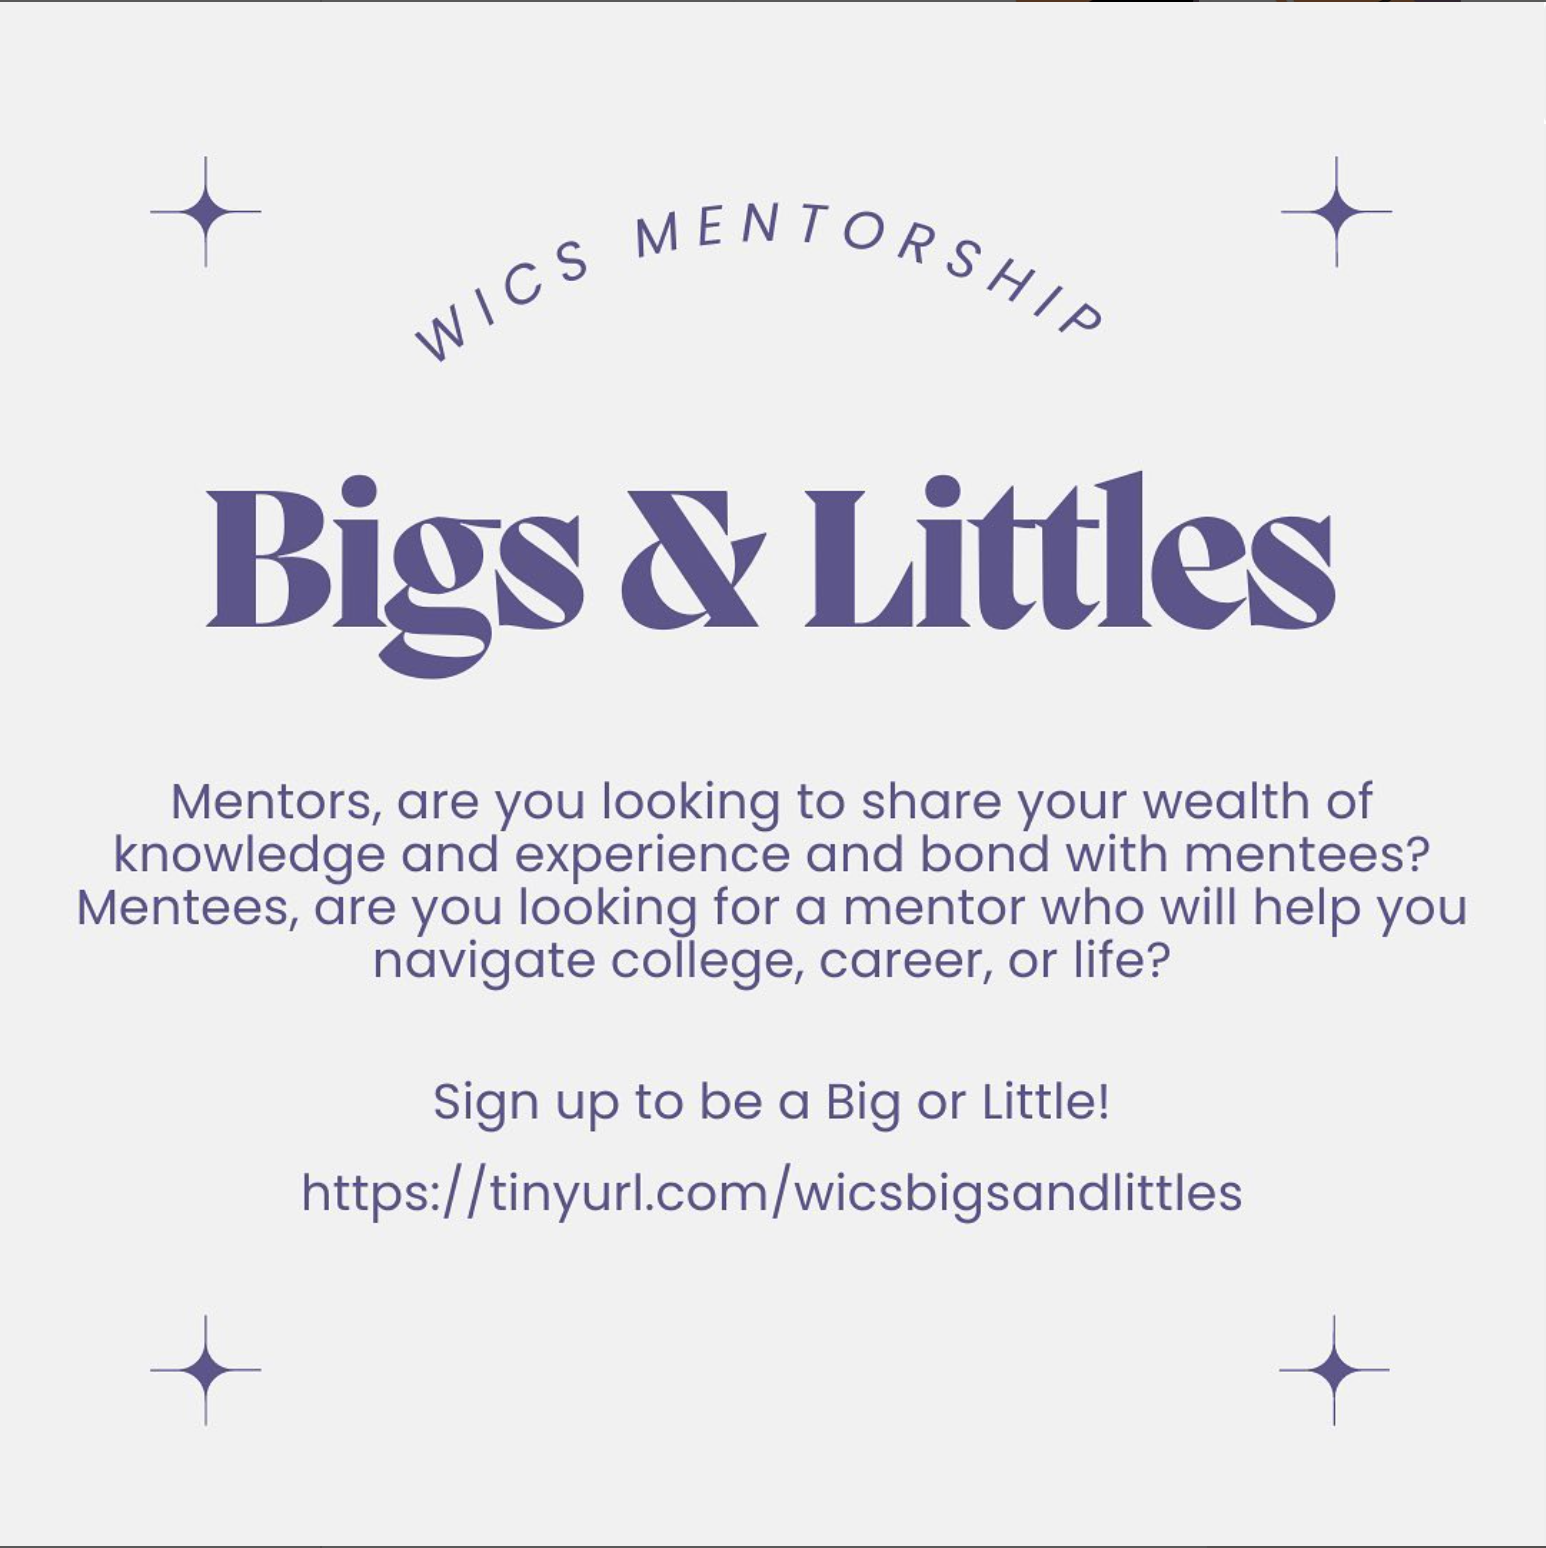 WICS MENTORSHIP
Bigs & Littles
Mentors, are you looking to share your wealth of
knowledge and experience and bond with mentees?
Mentees, are you looking for a mentor who will help you
navigate college, career, or life?
Sign up to be a Big or Little!
https://tinyurl.com/wicsbigsandlittles